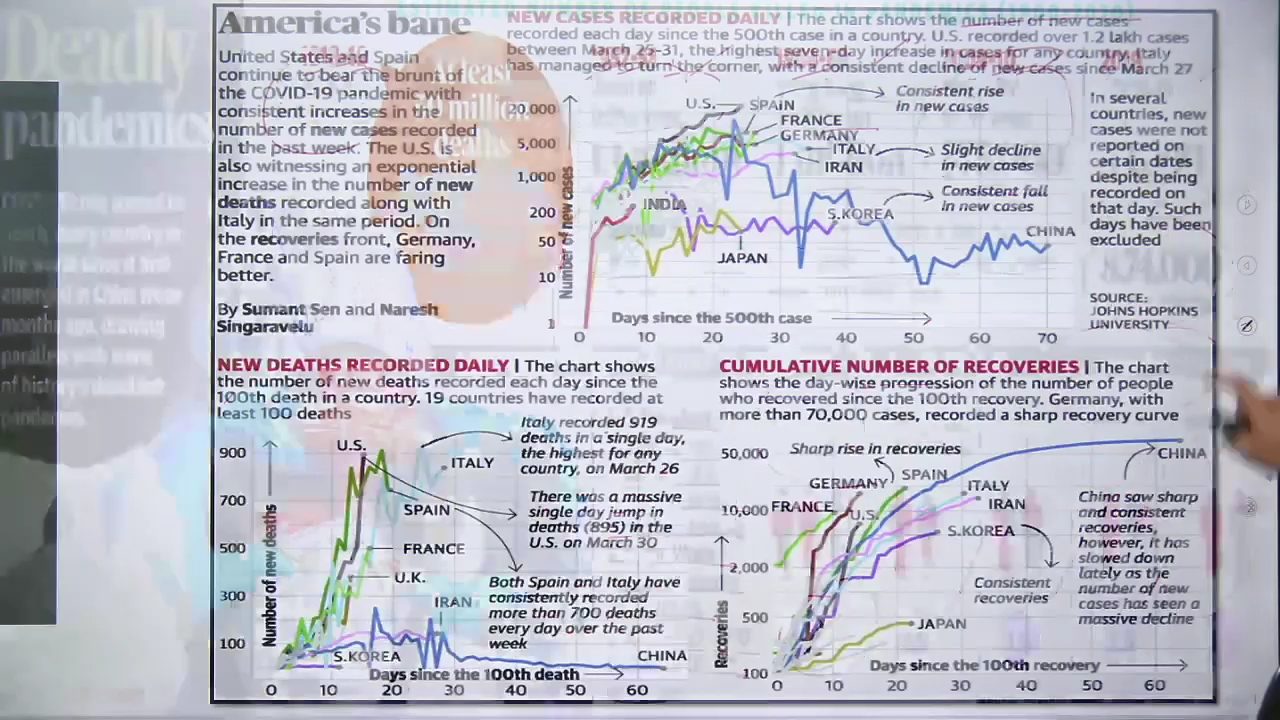 Deadly
pandemics
America's bane
United States and Spain
continue to bear the brunt of
the COVID-19 pandemic with
consistent increases in the
number of new cases recorded
in the past week. The U.S. is
also witnessing an exponential
increase in the number of new
deaths recorded along with
Italy in the same period. On
the recoveries front, Germany,
France and Spain are faring
better.
By Sumant Sen and Naresh
Singaravelu
NEW CASES RECORDED DAILY | The chart shows the number of new cases
recorded each day since the 500th case in a country. U.S. recorded over 1.2 lakh cases
between March 25-31, the highest seven-day increase in cases for any country. Italy
has managed to turn the corner, with a consistent decline of new cases since March 27
Number of new cases
20,000
5,000
1,000
200
50
10
1
U.S.
SPAIN
FRANCE
GERMANY
ITALY
IRAN
INDIA
S.KOREA
JAPAN
CHINA
Consistent rise
in new cases
Slight decline
in new cases
Consistent fall
in new cases
Days since the 500th case
0 10 20 30 40 50 60 70
In several
countries, new
cases were not
reported on
certain dates
despite being
recorded on
that day. Such
days have been
excluded
SOURCE:
JOHNS HOPKINS
UNIVERSITY
NEW DEATHS RECORDED DAILY | The chart shows
the number of new deaths recorded each day since the
100th death in a country. 19 countries have recorded at
least 100 deaths
Number of new deaths
900
700
500
300
100
U.S.
ITALY
SPAIN
FRANCE
U.K.
IRAN
S.KOREA
CHINA
Italy recorded 919
deaths in a single day,
the highest for any
country, on March 26
There was a massive
single day jump in
deaths (895) in the
U.S. on March 30
Both Spain and Italy have
consistently recorded
more than 700 deaths
every day over the past
week
Days since the 100th death
0 10 20 30 40 50 60
CUMULATIVE NUMBER OF RECOVERIES | The chart
shows the day-wise progression of the number of people
who recovered since the 100th recovery. Germany, with
more than 70,000 cases, recorded a sharp recovery curve
Recoveries
50,000
10,000
2,000
500
100
Sharp rise in recoveries
GERMANY
SPAIN
FRANCE
U.S.
ITALY
IRAN
S.KOREA
JAPAN
CHINA
Consistent
recoveries
China saw sharp
and consistent
recoveries,
however, it has
slowed down
lately as the
number of new
cases has seen a
massive decline
Days since the 100th recovery
0 10 20 30 40 50 60